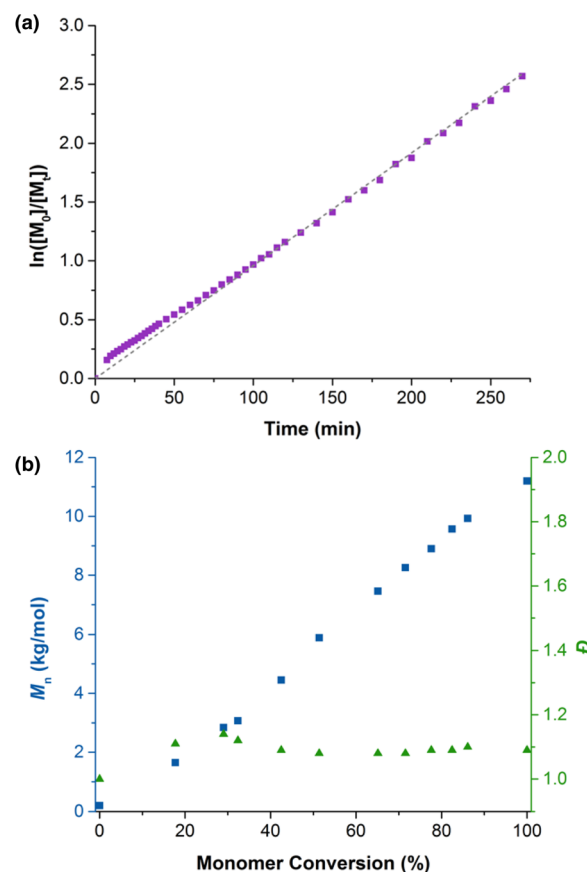 (a)
3.0
2.5
2.0
1.5
1.0
0.5
0.0
ln([M₀]/[Mₜ])
0 50 100 150 200 250
Time (min)
(b)
12
10
8
6
4
2
0
Mₙ (kg/mol)
2.0
1.8
1.6
1.4
1.2
1.0
Đ
0 20 40 60 80 100
Monomer Conversion (%)